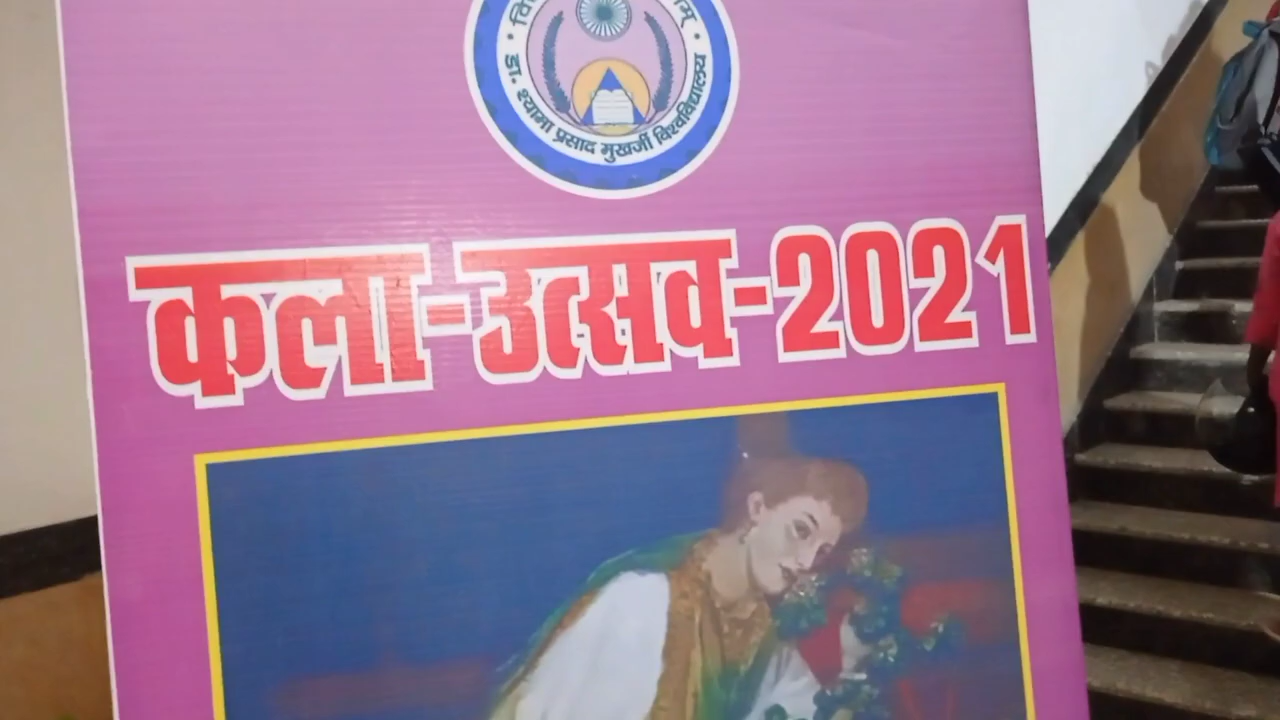 डा. श्यामा प्रसाद मुखर्जी विश्वविद्यालय
कला-उत्सव-2021